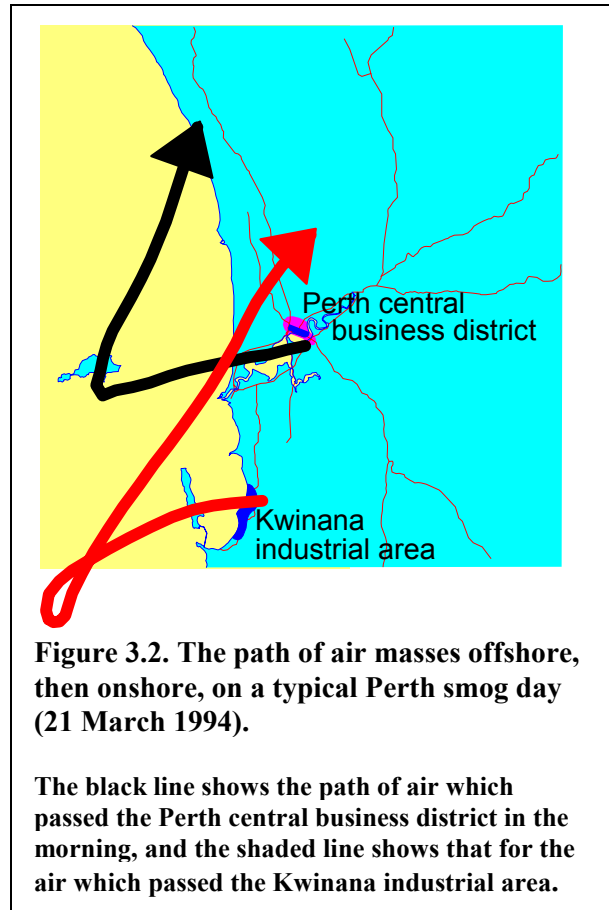 Perth central
business district
Kwinana
industrial area
Figure 3.2. The path of air masses offshore,
then onshore, on a typical Perth smog day
(21 March 1994).
The black line shows the path of air which
passed the Perth central business district in the
morning, and the shaded line shows that for the
air which passed the Kwinana industrial area.